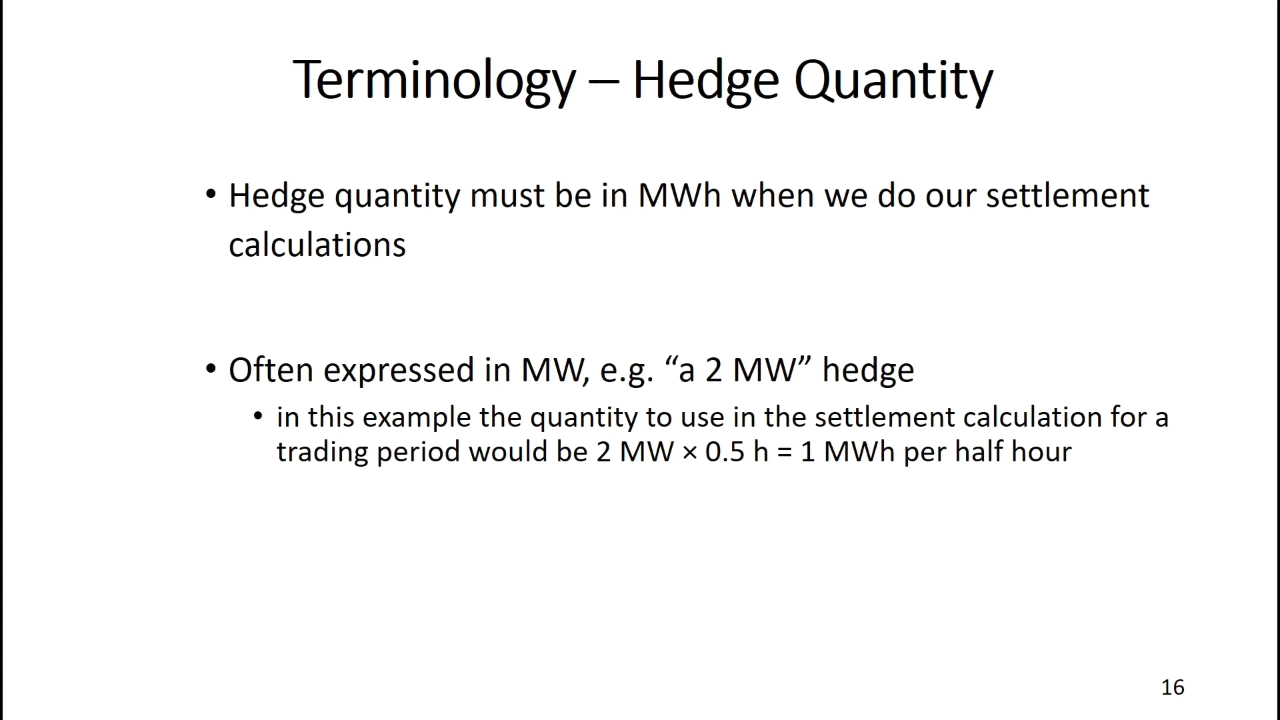 Terminology – Hedge Quantity
• Hedge quantity must be in MWh when we do our settlement
calculations
• Often expressed in MW, e.g. “a 2 MW” hedge
• in this example the quantity to use in the settlement calculation for a
trading period would be 2 MW × 0.5 h = 1 MWh per half hour
16